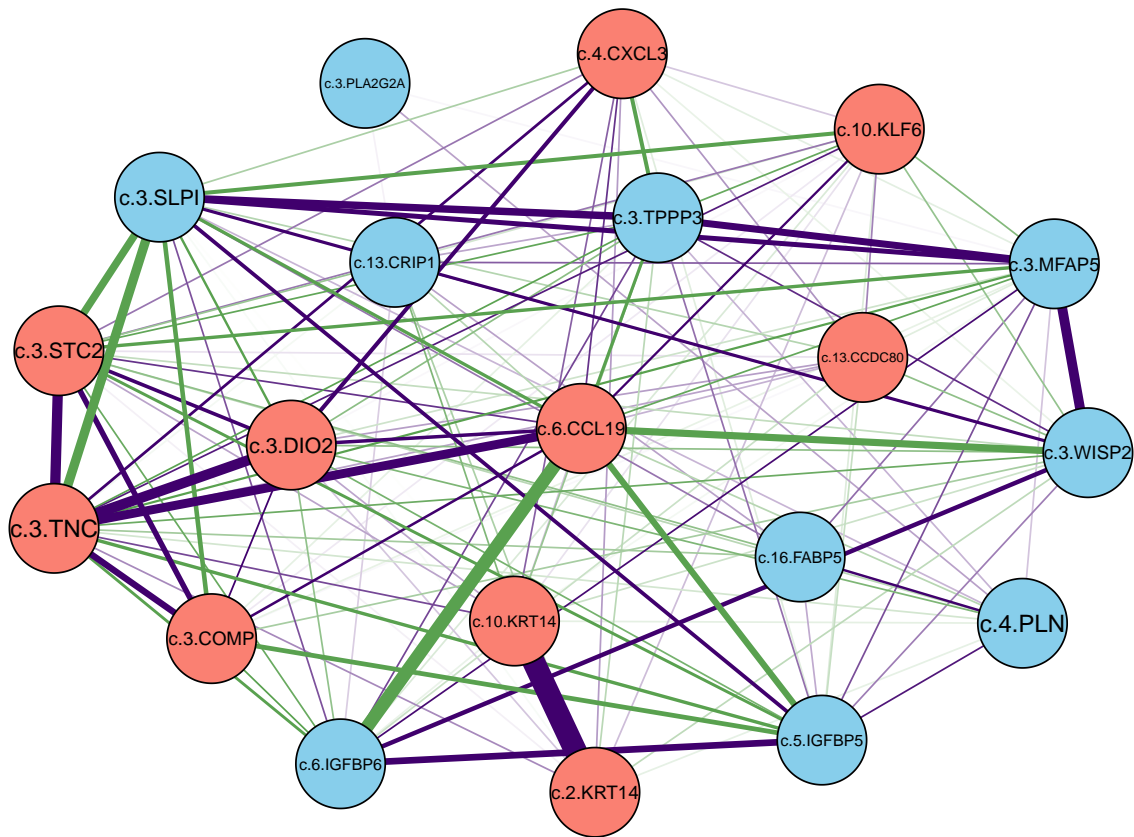 c.4.CXCL3
c.3.PLA2G2A
c.10.KLF6
c.3.SLPI
c.3.TPPP3
c.13.CRIP1
c.3.MFAP5
c.3.STC2
c.13.CCDC80
c.6.CCL19
c.3.DIO2
c.3.WISP2
c.3.TNC
c.16.FABP5
c.10.KRT14
c.4.PLN
c.3.COMP
c.5.IGFBP5
c.6.IGFBP6
c.2.KRT14